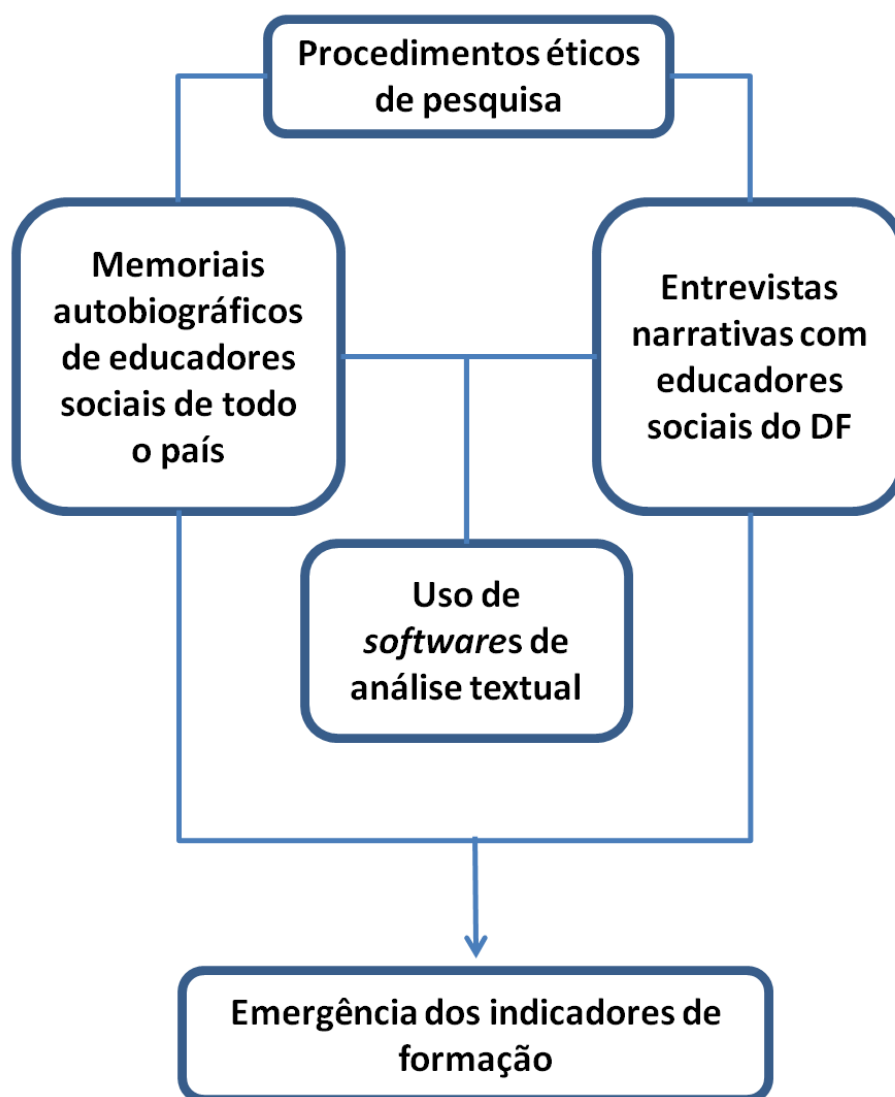 Procedimentos éticos
de pesquisa
Memoriais
autobiográficos
de educadores
sociais de todo
o país
Entrevistas
narrativas com
educadores
sociais do DF
Uso de
softwares de
análise textual
Emergência dos indicadores de
formação